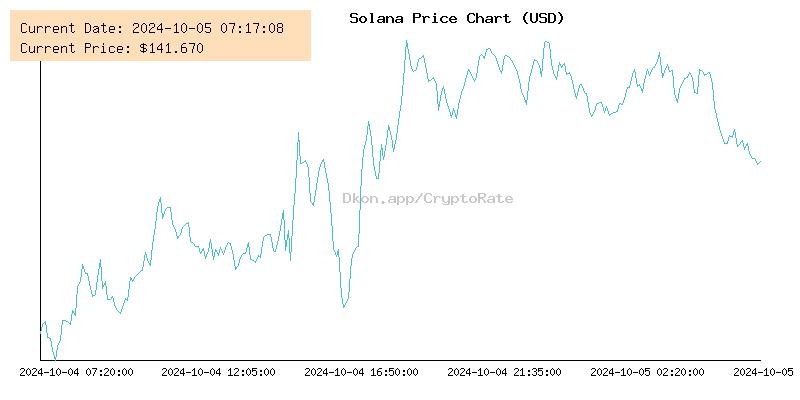 Solana Price Chart (USD)
Current Date: 2024-10-05 07:17:08
Current Price: $141.670
Dkon.app/CryptoRate
2024-10-04 07:20:00 2024-10-04 12:05:00 2024-10-04 16:50:00 2024-10-04 21:35:00 2024-10-05 02:20:00 2024-10-05